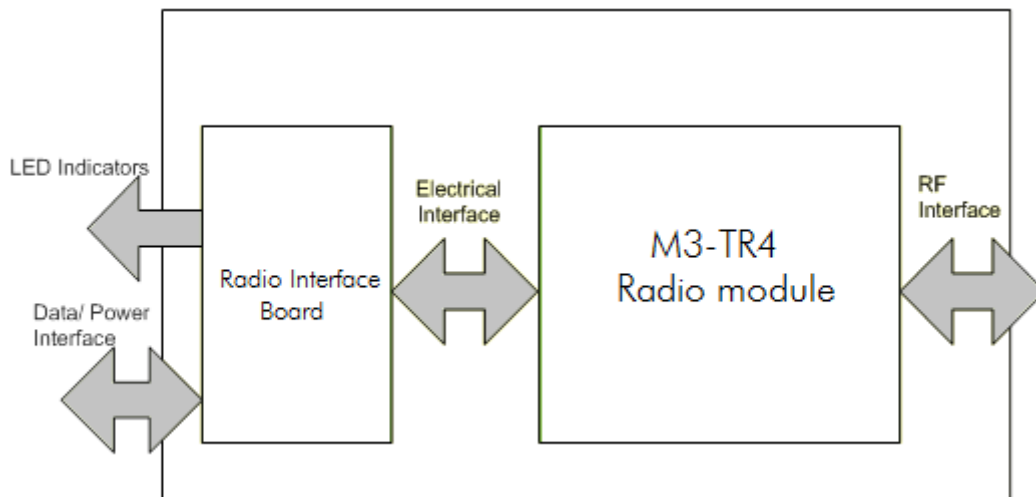 LED Indicators
Data/ Power
Interface
Radio Interface
Board
Electrical
Interface
M3-TR4
Radio module
RF
Interface